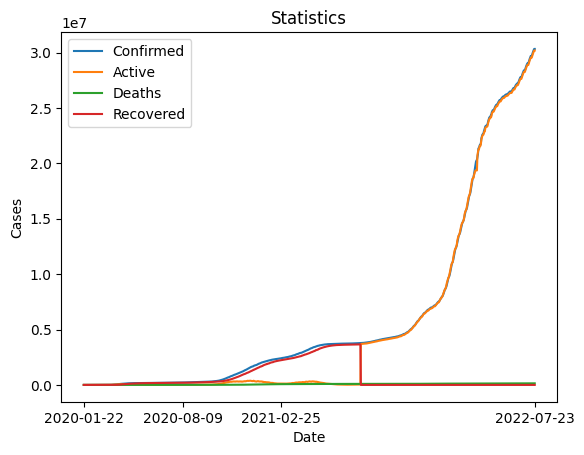 Statistics
1e7
Confirmed
Active
Deaths
Recovered
3.0
2.5
2.0
1.5
1.0
0.5
0.0
Cases
2020-01-22 2020-08-09 2021-02-25 2022-07-23
Date